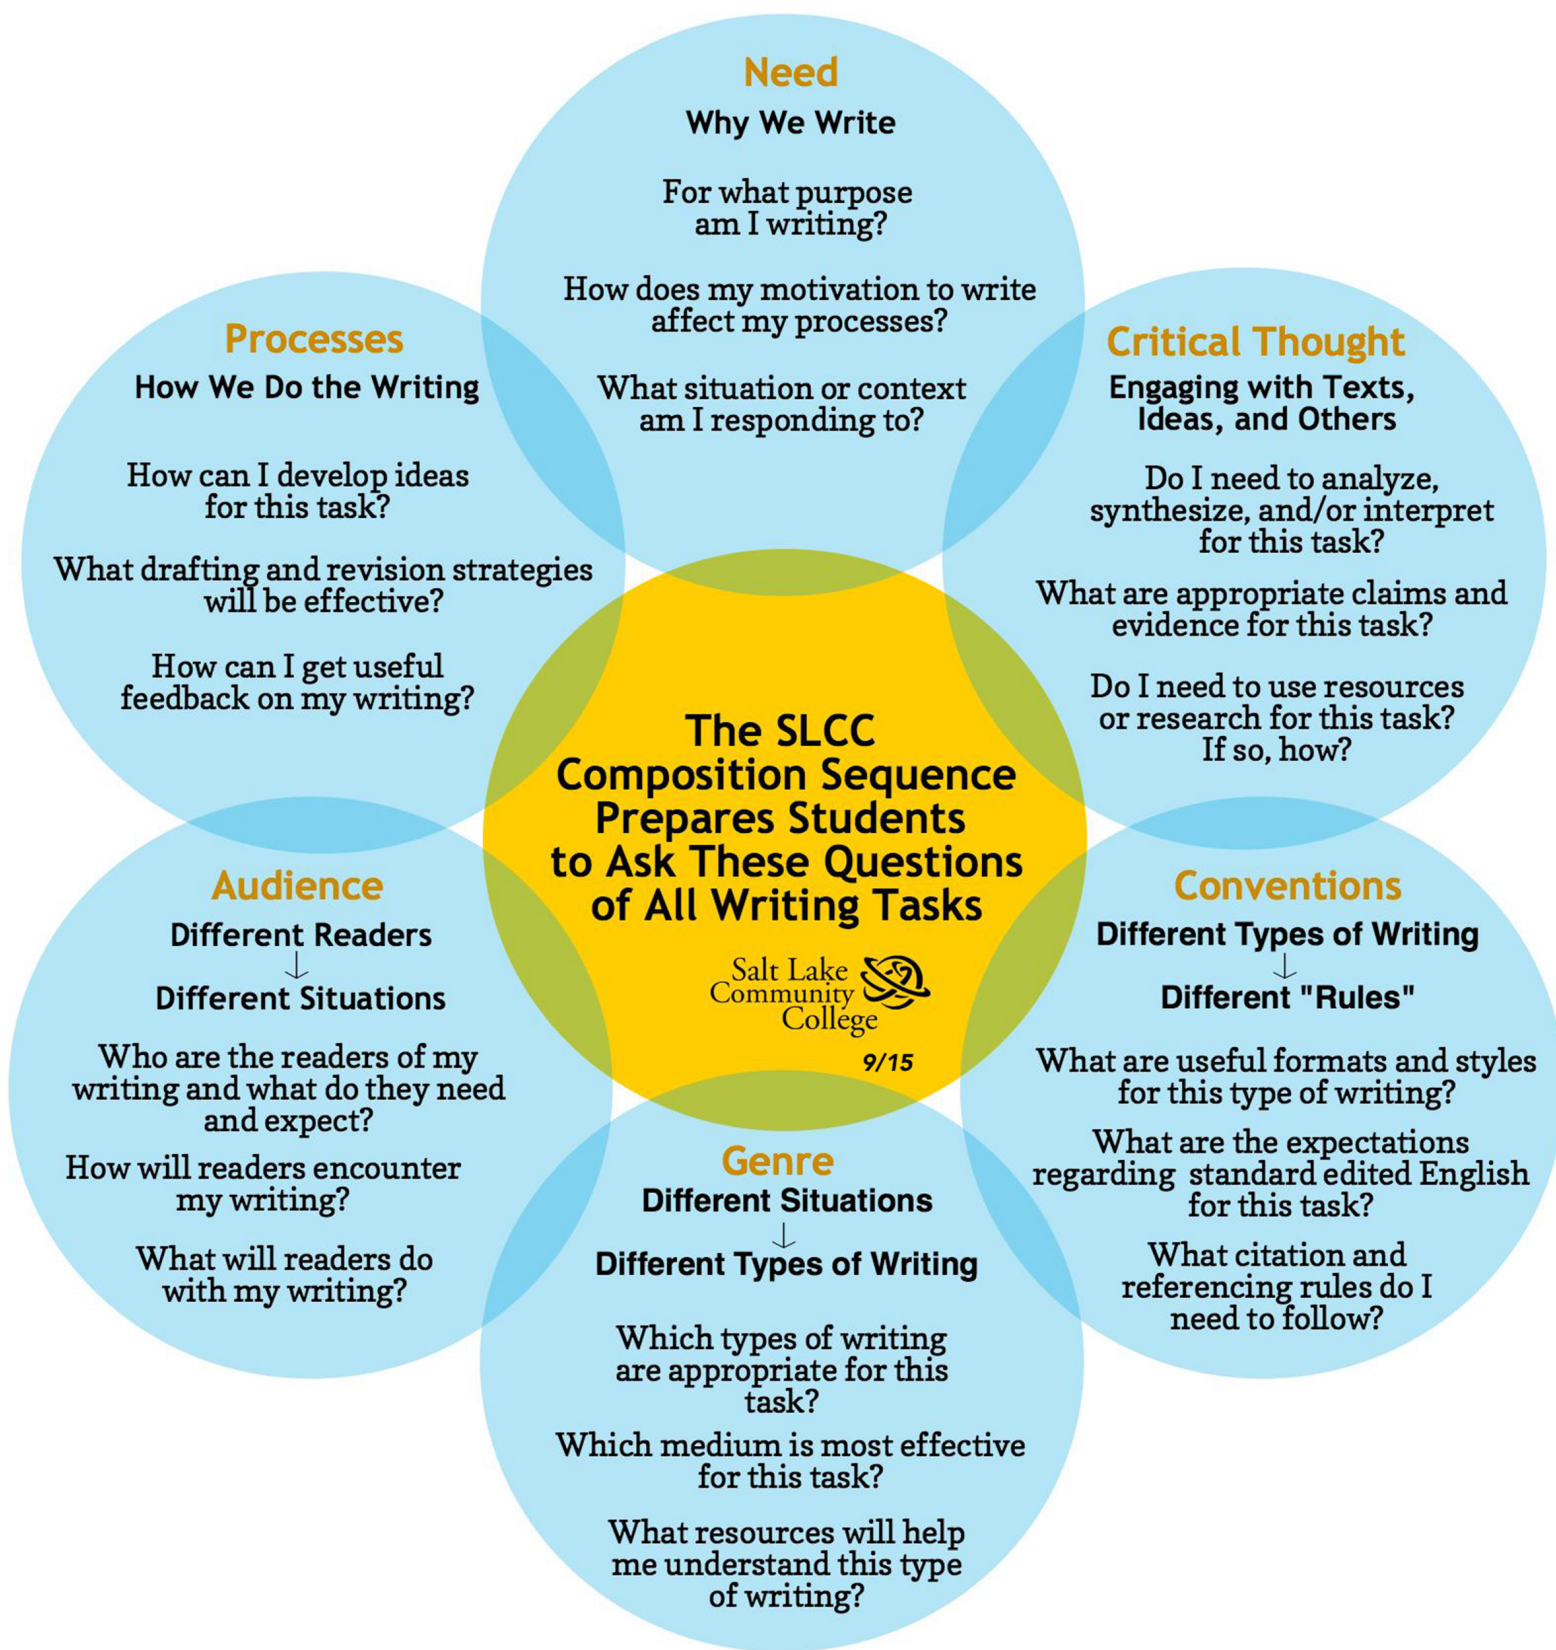 Need
Why We Write
For what purpose
am I writing?
How does my motivation to write
affect my processes?
What situation or context
am I responding to?
Processes
How We Do the Writing
How can I develop ideas
for this task?
What drafting and revision strategies
will be effective?
How can I get useful
feedback on my writing?
Critical Thought
Engaging with Texts,
Ideas, and Others
Do I need to analyze,
synthesize, and/or interpret
for this task?
What are appropriate claims and
evidence for this task?
Do I need to use resources
or research for this task?
If so, how?
The SLCC
Composition Sequence
Prepares Students
to Ask These Questions
of All Writing Tasks
Salt Lake
Community
College
9/15
Audience
Different Readers
↓
Different Situations
Who are the readers of my
writing and what do they need
and expect?
How will readers encounter
my writing?
What will readers do
with my writing?
Conventions
Different Types of Writing
↓
Different "Rules"
What are useful formats and styles
for this type of writing?
What are the expectations
regarding standard edited English
for this task?
What citation and
referencing rules do I
need to follow?
Genre
Different Situations
↓
Different Types of Writing
Which types of writing
are appropriate for this
task?
Which medium is most effective
for this task?
What resources will help
me understand this type
of writing?